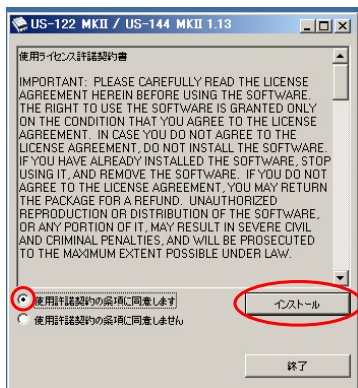 US-122 MKII / US-144 MKII 1.13
使用ライセンス許諾契約書
IMPORTANT: PLEASE CAREFULLY READ THE LICENSE
AGREEMENT HEREIN BEFORE USING THE SOFTWARE.
THE RIGHT TO USE THE SOFTWARE IS GRANTED ONLY
ON THE CONDITION THAT YOU AGREE TO THE LICENSE
AGREEMENT. IN CASE YOU DO NOT AGREE TO THE
LICENSE AGREEMENT, DO NOT INSTALL THE SOFTWARE.
IF YOU HAVE ALREADY INSTALLED THE SOFTWARE, STOP
USING IT, AND REMOVE THE SOFTWARE. IF YOU DO NOT
AGREE TO THE LICENSE AGREEMENT, YOU MAY RETURN
THE PACKAGE FOR A REFUND. UNAUTHORIZED
REPRODUCTION OR DISTRIBUTION OF THE SOFTWARE,
OR ANY PORTION OF IT, MAY RESULT IN SEVERE CIVIL
AND CRIMINAL PENALTIES, AND WILL BE PROSECUTED
TO THE MAXIMUM EXTENT POSSIBLE UNDER LAW.
使用許諾契約の条項に同意します
インストール
使用許諾契約の条項に同意しません
終了